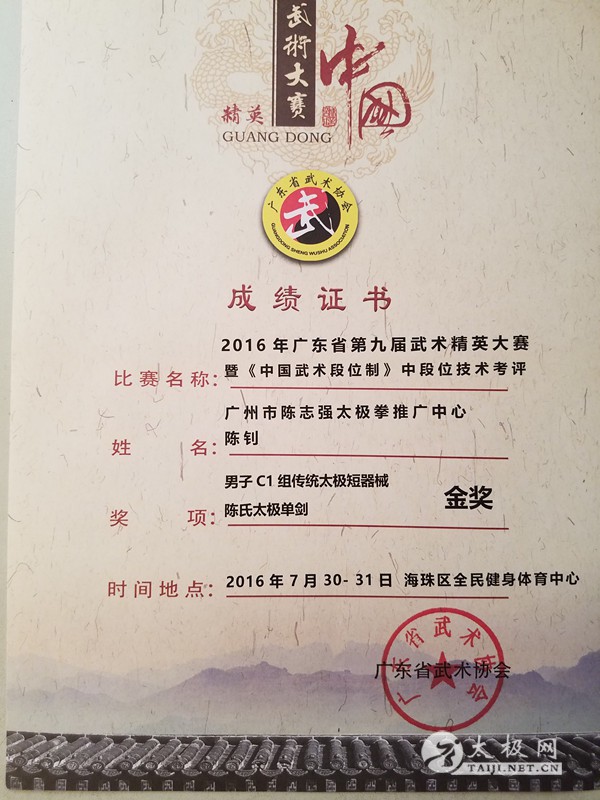 武術大賽
中國
精英
GUANG DONG
广东省武术协会
武
GUANGDONG SHENG WUSHU ASSOCIATION
成绩证书
2016年广东省第九届武术精英大赛
比赛名称：暨《中国武术段位制》中段位技术考评
广州市陈志强太极拳推广中心
姓 名：陈钊
男子C1组传统太极短器械
金奖
奖 项：陈氏太极单剑
时间地点：2016年7月30-31日 海珠区全民健身体育中心
广东省武术协会
广东省武术协会
太极网
TAIJI.NET.CN